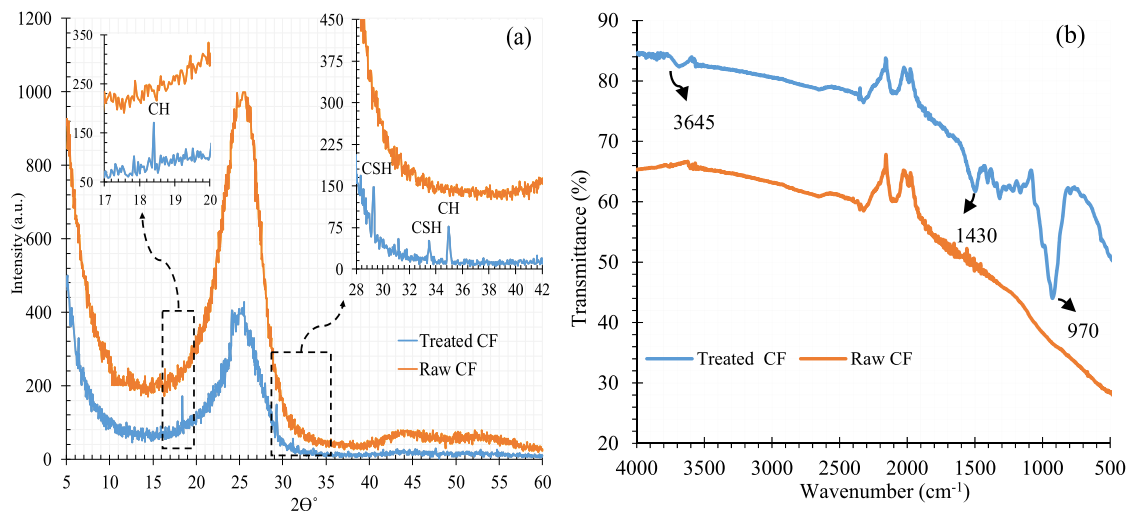 (a)
1200
1000
800
600
400
200
0
Intensity (a.u.)
350
250
150
50
CH
17 18 19 20
450
375
300
225
150
75
0
CSH
CH
CSH
28 30 32 34 36 38 40 42
Treated CF
Raw CF
5 10 15 20 25 30 35 40 45 50 55 60
2Ɵ˚
(b)
90
80
70
60
50
40
30
20
Transmittance (%)
3645
1430
970
Treated CF
Raw CF
4000 3500 3000 2500 2000 1500 1000 500
Wavenumber (cm⁻¹)